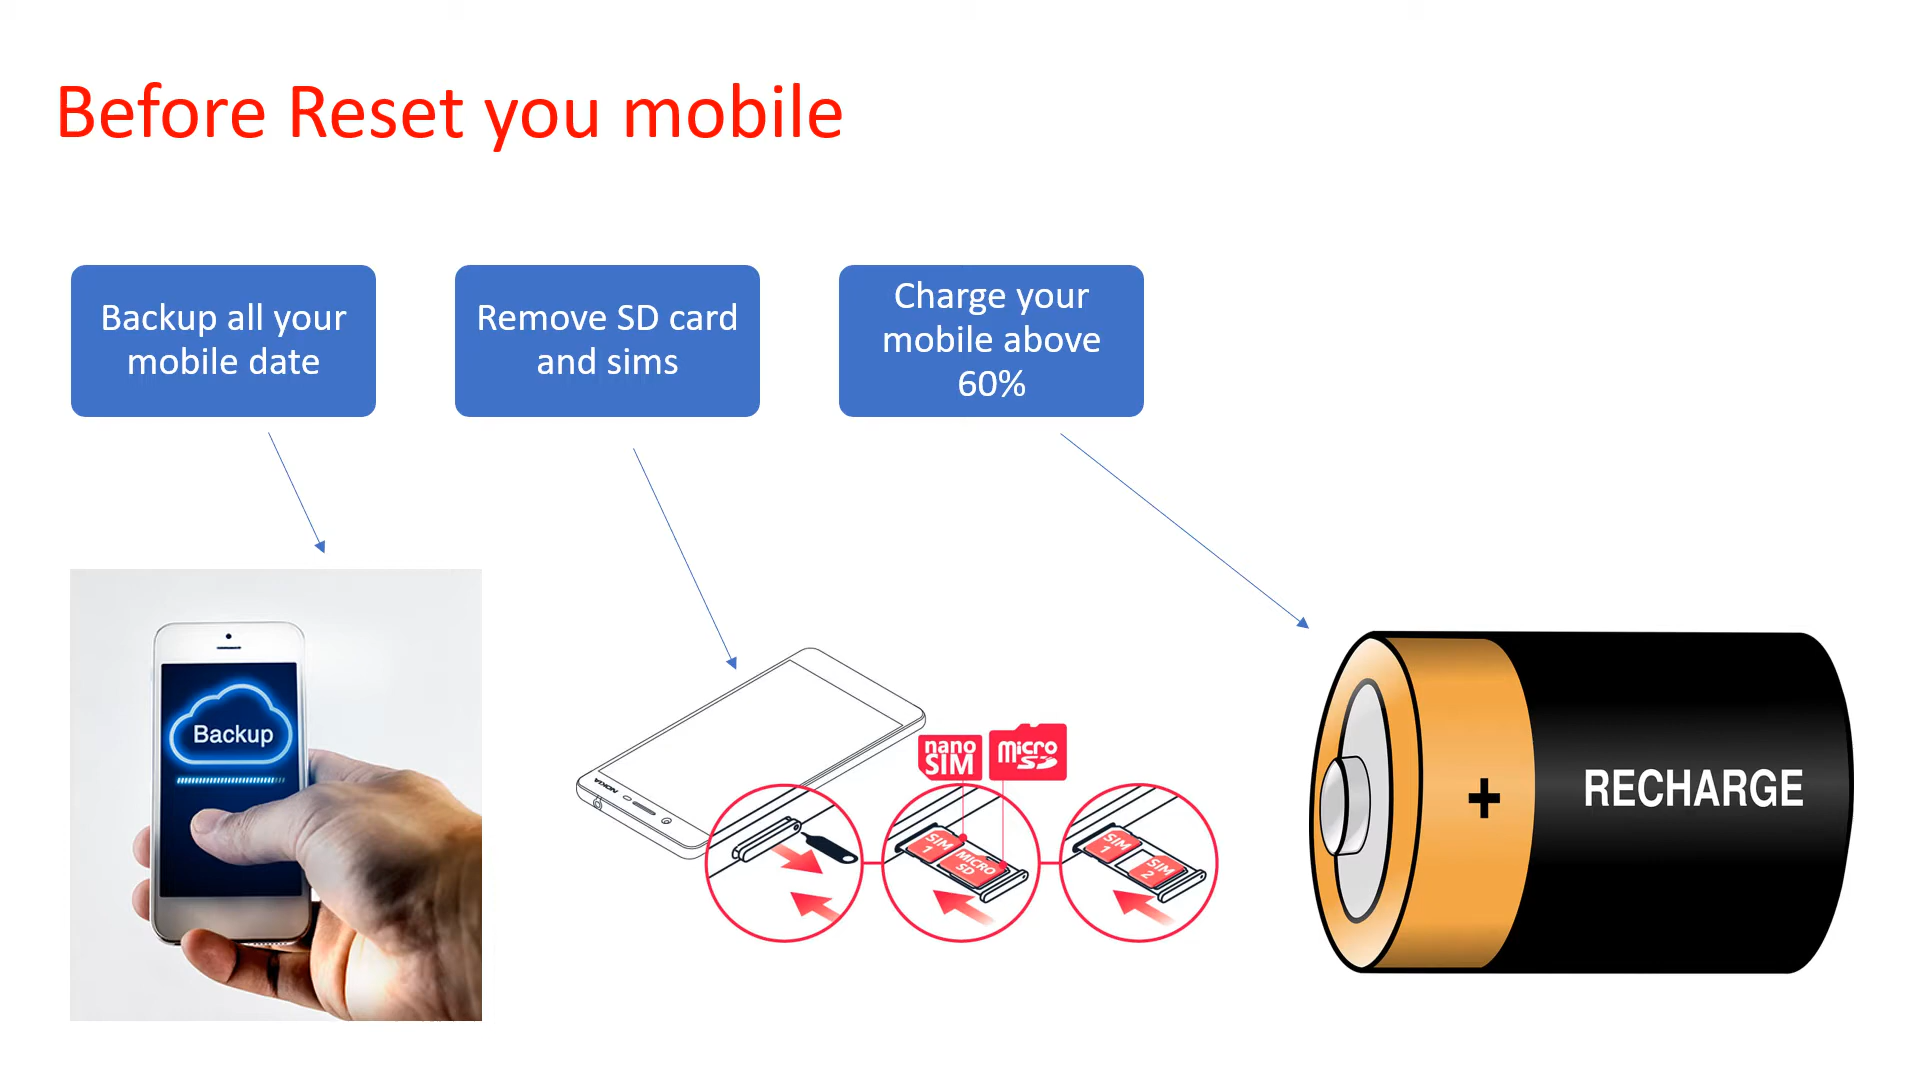 Before Reset you mobile
Backup all your
mobile date
Remove SD card
and sims
Charge your
mobile above
60%
Backup
NOKIA
nano
SIM
micro
SD
SIM
1
MICRO
SD
SIM
1
SIM
2
+
RECHARGE